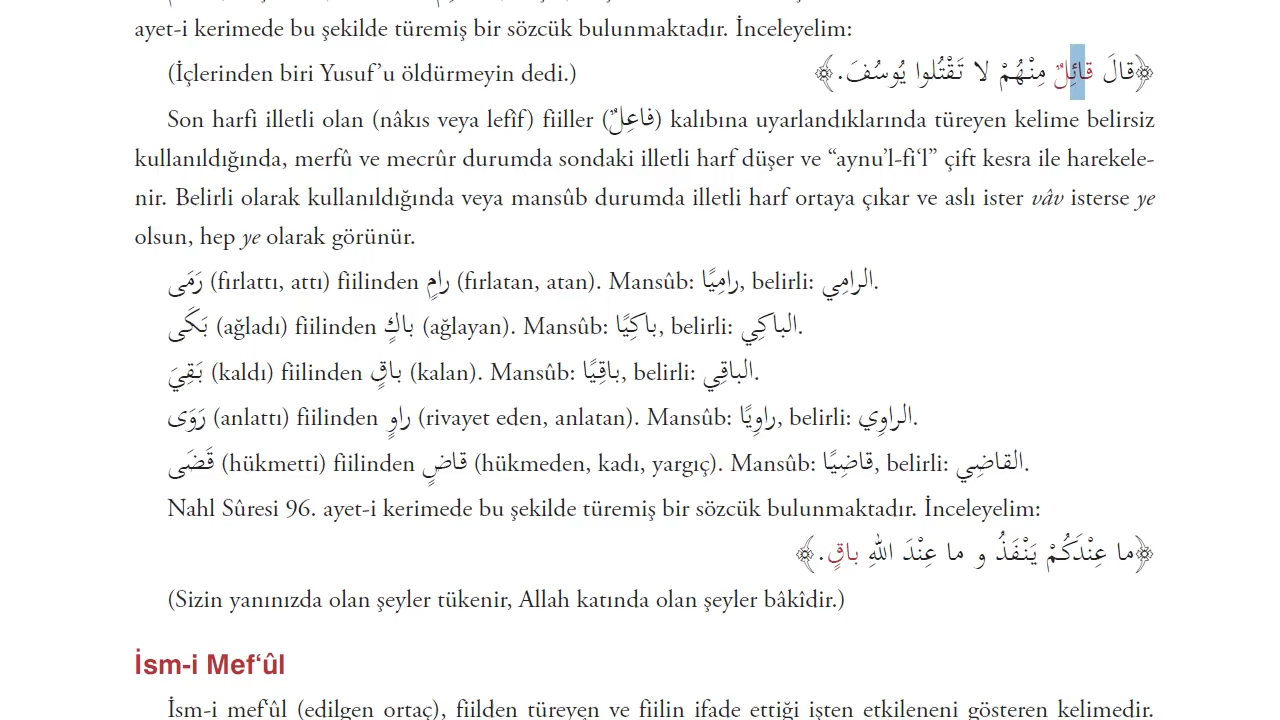 ayet-i kerimede bu şekilde türemiş bir sözcük bulunmaktadır. İnceleyelim:
﴿قالَ قائِلٌ مِنْهُمْ لا تَقْتُلوا يُوسُفَ.﴾
(İçlerinden biri Yusuf’u öldürmeyin dedi.)
Son harfi illetli olan (nâkıs veya lefîf) fiiller (فاعِلٌ) kalıbına uyarlandıklarında türeyen kelime belirsiz
kullanıldığında, merfû ve mecrûr durumda sondaki illetli harf düşer ve “aynu’l-fi‘l” çift kesra ile harekele-
nir. Belirli olarak kullanıldığında veya mansûb durumda illetli harf ortaya çıkar ve aslı ister vâv isterse ye
olsun, hep ye olarak görünür.
رَمَى (fırlattı, attı) fiilinden رامٍ (fırlatan, atan). Mansûb: رامِيًا, belirli: الرامِي.
بَكَى (ağladı) fiilinden باكٍ (ağlayan). Mansûb: باكِيًا, belirli: الباكِي.
بَقِيَ (kaldı) fiilinden باقٍ (kalan). Mansûb: باقِيًا, belirli: الباقِي.
رَوَى (anlattı) fiilinden راوٍ (rivayet eden, anlatan). Mansûb: راوِيًا, belirli: الراوِي.
قَضَى (hükmetti) fiilinden قاضٍ (hükmeden, kadı, yargıç). Mansûb: قاضِيًا, belirli: القاضِي.
Nahl Sûresi 96. ayet-i kerimede bu şekilde türemiş bir sözcük bulunmaktadır. İnceleyelim:
﴿ما عِنْدَكُمْ يَنْفَذُ و ما عِنْدَ اللهِ باقٍ.﴾
(Sizin yanınızda olan şeyler tükenir, Allah katında olan şeyler bâkîdir.)
İsm-i Mef‘ûl
İsm-i mef‘ûl (edilgen ortaç), fiilden türeyen ve fiilin ifade ettiği işten etkileneni gösteren kelimedir.